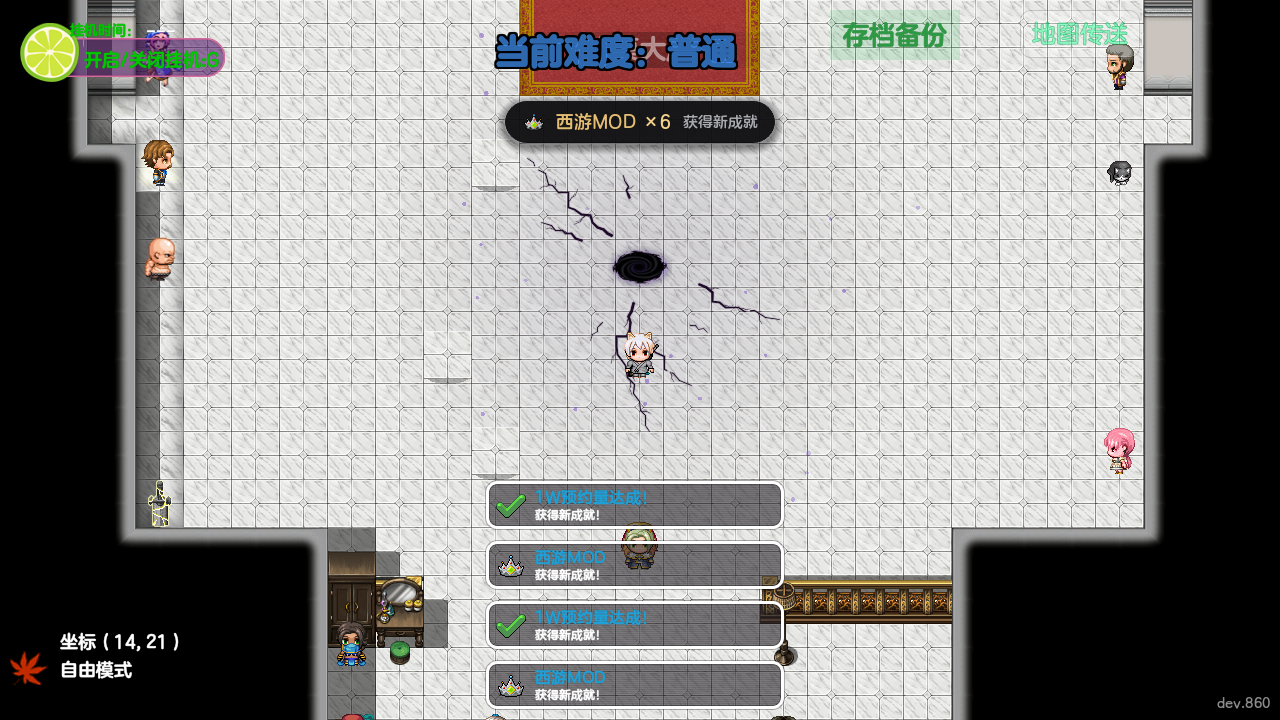 挂机时间:
开启/关闭挂机:G
大
当前难度: 普通
存档备份
地图传送
西游MOD ×6 获得新成就
1W预约量达成!
获得新成就!
西游MOD
获得新成就!
1W预约量达成!
获得新成就!
西游MOD
获得新成就!
坐标 ( 14, 21 )
自由模式
dev.860